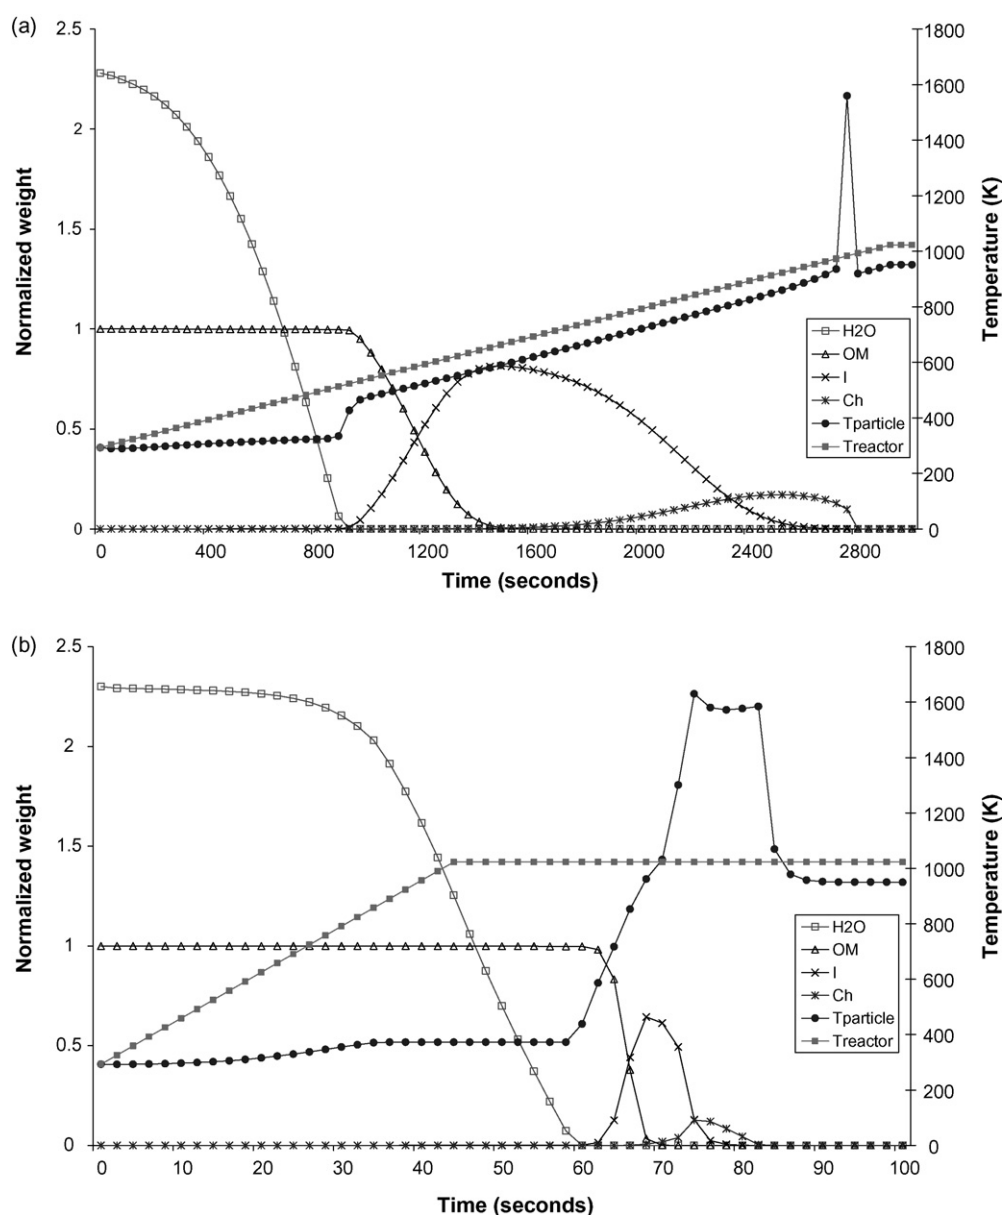 (a)
2.5
2
1.5
1
0.5
0
Normalized weight
1800
1600
1400
1200
1000
800
600
400
200
0
Temperature (K)
H2O
OM
I
Ch
Tparticle
Treactor
0 400 800 1200 1600 2000 2400 2800
Time (seconds)
(b)
2.5
2
1.5
1
0.5
0
Normalized weight
1800
1600
1400
1200
1000
800
600
400
200
0
Temperature (K)
H2O
OM
I
Ch
Tparticle
Treactor
0 10 20 30 40 50 60 70 80 90 100
Time (seconds)